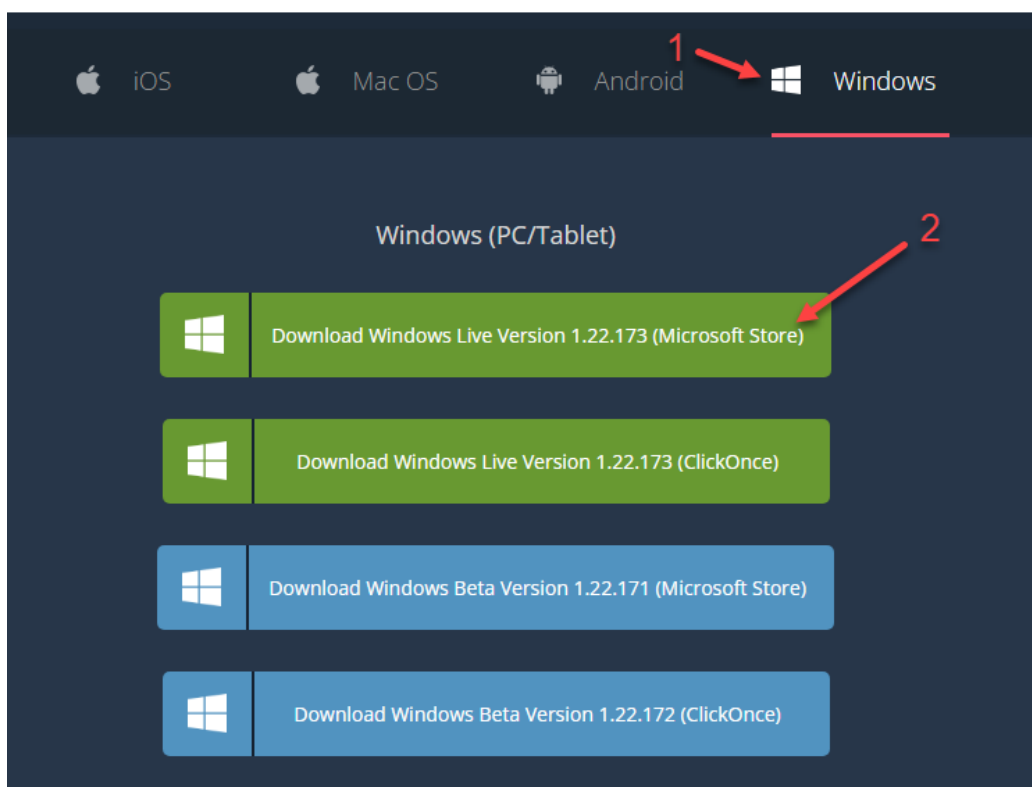 1
iOS Mac OS Android Windows
Windows (PC/Tablet)
2
Download Windows Live Version 1.22.173 (Microsoft Store)
Download Windows Live Version 1.22.173 (ClickOnce)
Download Windows Beta Version 1.22.171 (Microsoft Store)
Download Windows Beta Version 1.22.172 (ClickOnce)